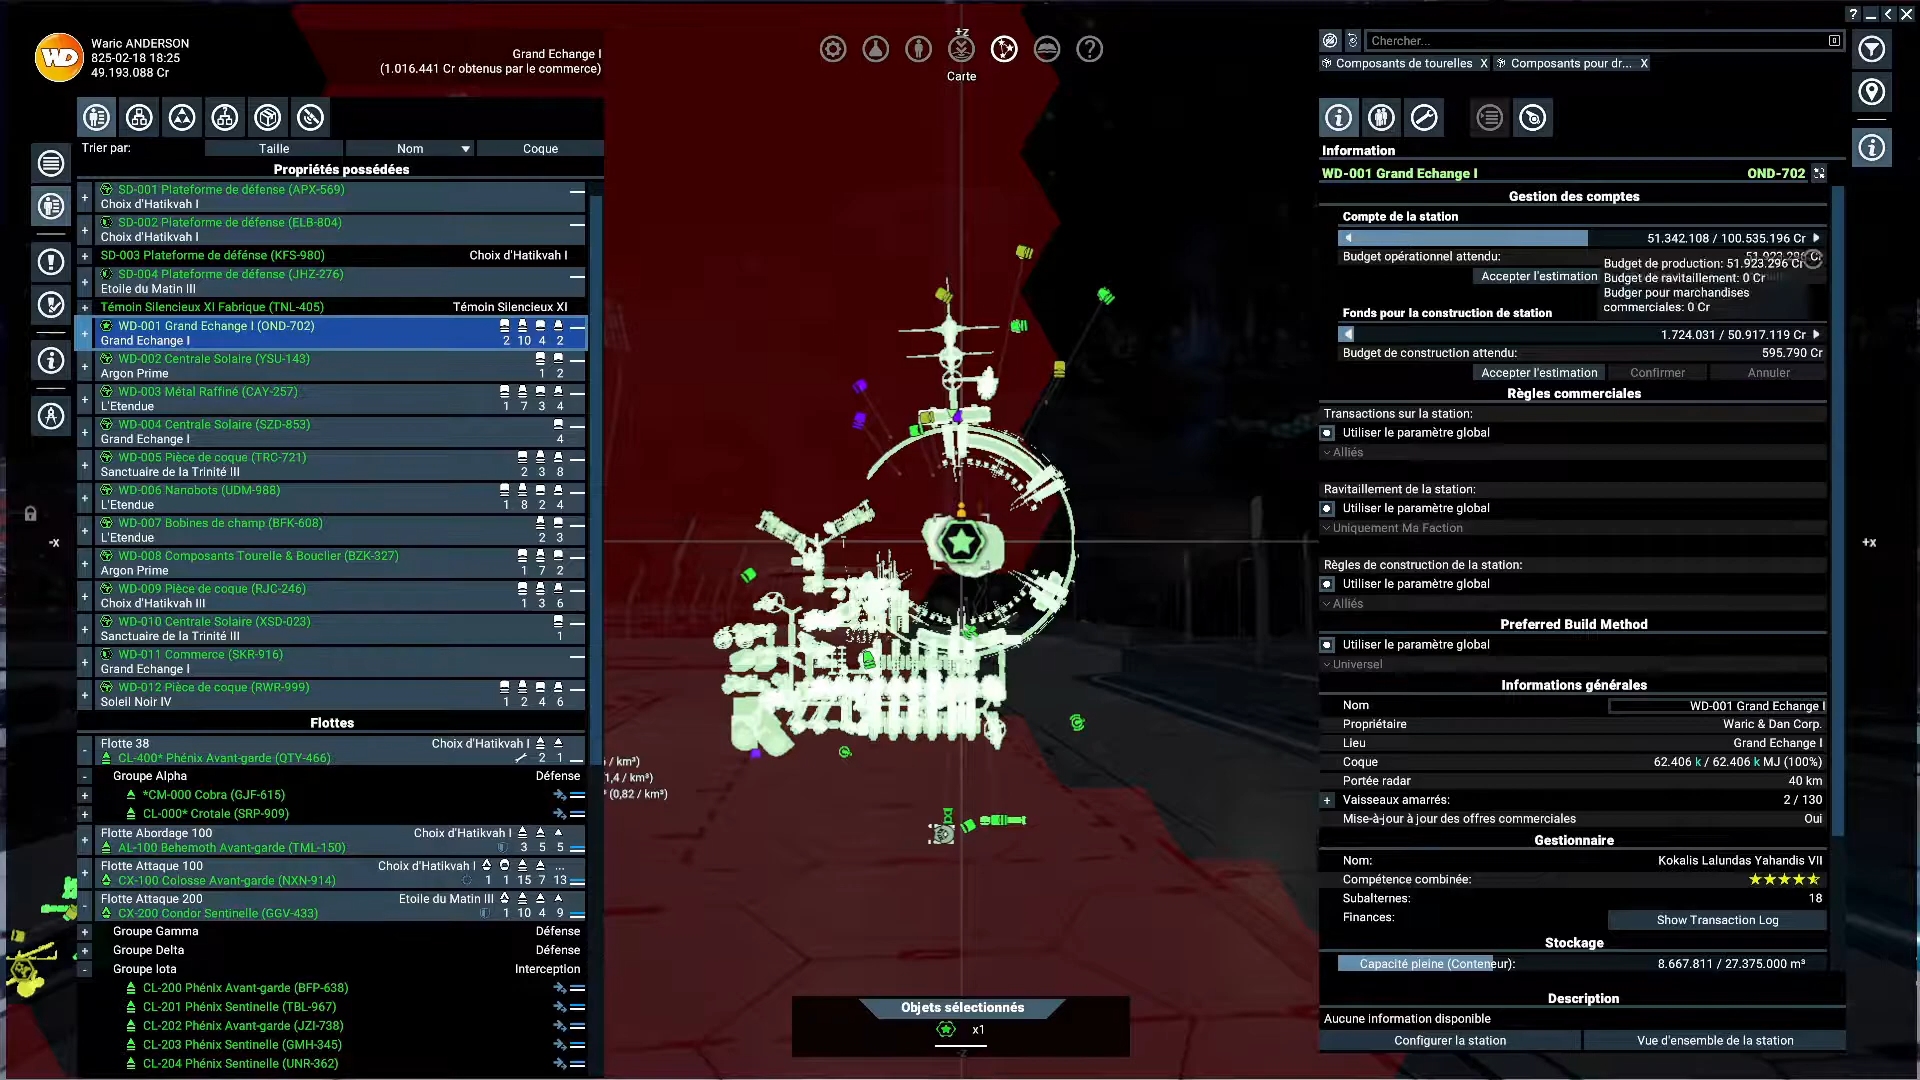 Waric ANDERSON
825-02-18 18:25
49.193.088 Cr
WD
Grand Echange I
(1.016.441 Cr obtenus par le commerce)
+Z
Carte
Trier par:
Taille
Nom
Coque
Propriétés possédées
SD-001 Plateforme de défense (APX-569)
Choix d'Hatikvah I
SD-002 Plateforme de défense (ELB-804)
Choix d'Hatikvah I
SD-003 Plateforme de défénse (KFS-980) Choix d'Hatikvah I
SD-004 Plateforme de défense (JHZ-276)
Etoile du Matin III
Témoin Silencieux XI Fabrique (TNL-405) Témoin Silencieux XI
WD-001 Grand Echange I (OND-702)
Grand Echange I 2 10 4 2
WD-002 Centrale Solaire (YSU-143)
Argon Prime 1 2
WD-003 Métal Raffiné (CAY-257)
L'Etendue 1 7 3 4
WD-004 Centrale Solaire (SZD-853)
Grand Echange I 4
WD-005 Pièce de coque (TRC-721)
Sanctuaire de la Trinité III 2 3 8
WD-006 Nanobots (UDM-988)
L'Etendue 1 8 2 4
WD-007 Bobines de champ (BFK-608)
L'Etendue 2 3
WD-008 Composants Tourelle & Bouclier (BZK-327)
Argon Prime 1 7 2
WD-009 Pièce de coque (RJC-246)
Choix d'Hatikvah III 1 3 6
WD-010 Centrale Solaire (XSD-023)
Sanctuaire de la Trinité III 1
WD-011 Commerce (SKR-916)
Grand Echange I
WD-012 Pièce de coque (RWR-999)
Soleil Noir IV 1 2 4 6
Flottes
Flotte 38 Choix d'Hatikvah I
CL-400* Phénix Avant-garde (QTY-466) 2 1
Groupe Alpha Défense
*CM-000 Cobra (GJF-615)
CL-000* Crotale (SRP-909)
Flotte Abordage 100 Choix d'Hatikvah I
AL-100 Behemoth Avant-garde (TML-150) 3 5 5
Flotte Attaque 100 Choix d'Hatikvah I ...
CX-100 Colosse Avant-garde (NXN-914) 1 1 15 7 13
Flotte Attaque 200 Etoile du Matin III
CX-200 Condor Sentinelle (GGV-433) 1 10 4 9
Groupe Gamma Défense
Groupe Delta Défense
Groupe Iota Interception
CL-200 Phénix Avant-garde (BFP-638)
CL-201 Phénix Sentinelle (TBL-967)
CL-202 Phénix Avant-garde (JZI-738)
CL-203 Phénix Sentinelle (GMH-345)
CL-204 Phénix Sentinelle (UNR-362)
-x
+x
/ km³)
1,4 / km³)
(0,82 / km³)
Objets sélectionnés
x1
-Z
Chercher...
Composants de tourelles X Composants pour dr... X
Information
WD-001 Grand Echange I OND-702
Gestion des comptes
Compte de la station
51.342.108 / 100.535.196 Cr
Budget opérationnel attendu:
Accepter l'estimation
Budget de production: 51.923.296 Cr
Budget de ravitaillement: 0 Cr
Budger pour marchandises
commerciales: 0 Cr
Fonds pour la construction de station
1.724.031 / 50.917.119 Cr
Budget de construction attendu: 595.790 Cr
Accepter l'estimation Confirmer Annuler
Règles commerciales
Transactions sur la station:
Utiliser le paramètre global
Alliés
Ravitaillement de la station:
Utiliser le paramètre global
Uniquement Ma Faction
Règles de construction de la station:
Utiliser le paramètre global
Alliés
Preferred Build Method
Utiliser le paramètre global
Universel
Informations générales
Nom WD-001 Grand Echange I
Propriétaire Waric & Dan Corp.
Lieu Grand Echange I
Coque 62.406 k / 62.406 k MJ (100%)
Portée radar 40 km
Vaisseaux amarrés: 2 / 130
Mise-à-jour à jour des offres commerciales Oui
Gestionnaire
Nom: Kokalis Lalundas Yahandis VII
Compétence combinée:
Subalternes: 18
Finances: Show Transaction Log
Stockage
Capacité pleine (Conteneur): 8.667.811 / 27.375.000 m³
Description
Aucune information disponible
Configurer la station Vue d'ensemble de la station